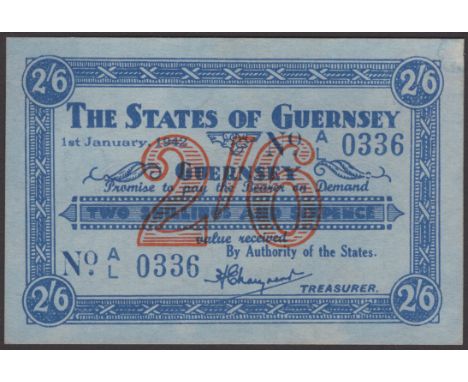 2/6 2/6
THE STATES OF GUERNSEY
1st January, 1942 No A 0336
GUERNSEY
Promise to pay the Bearer on Demand
TWO SHILLINGS AND SIXPENCE
2/6
value received
By Authority of the States.
No. A/L 0336
H Chaynent
TREASURER.
2/6 2/6